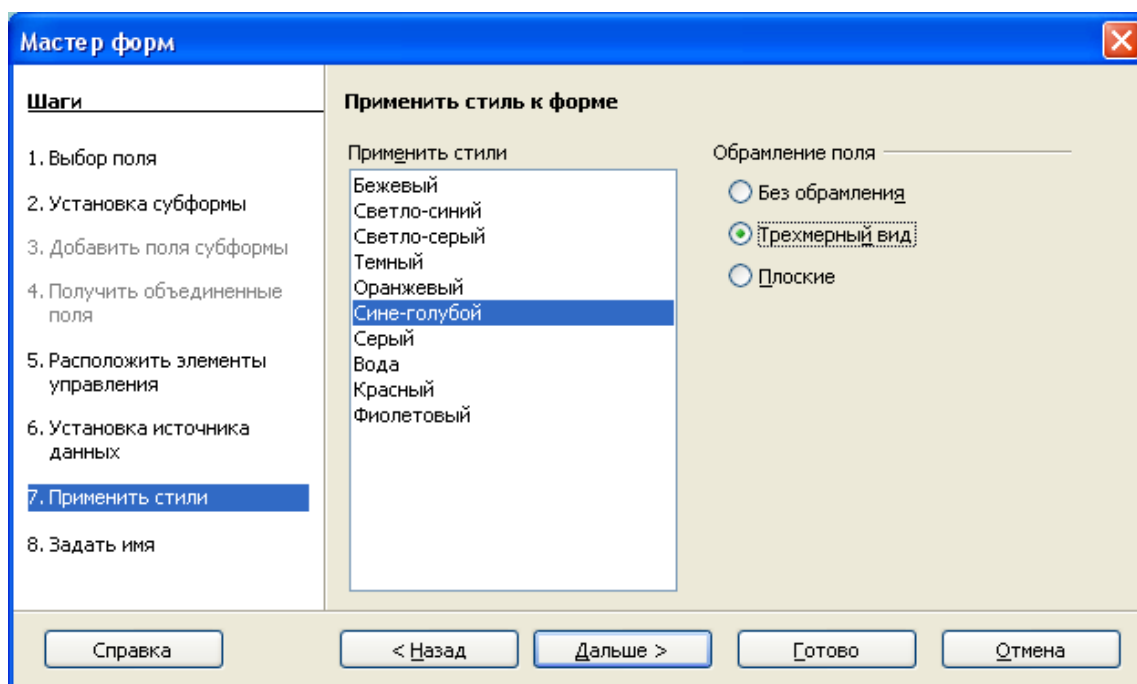 Мастер форм
Шаги
1. Выбор поля
2. Установка субформы
3. Добавить поля субформы
4. Получить объединенные
поля
5. Расположить элементы
управления
6. Установка источника
данных
7. Применить стили
8. Задать имя
Применить стиль к форме
Применить стили
Бежевый
Светло-синий
Светло-серый
Темный
Оранжевый
Сине-голубой
Серый
Вода
Красный
Фиолетовый
Обрамление поля
Без обрамления
Трехмерный вид
Плоские
Справка
< Назад
Дальше >
Готово
Отмена